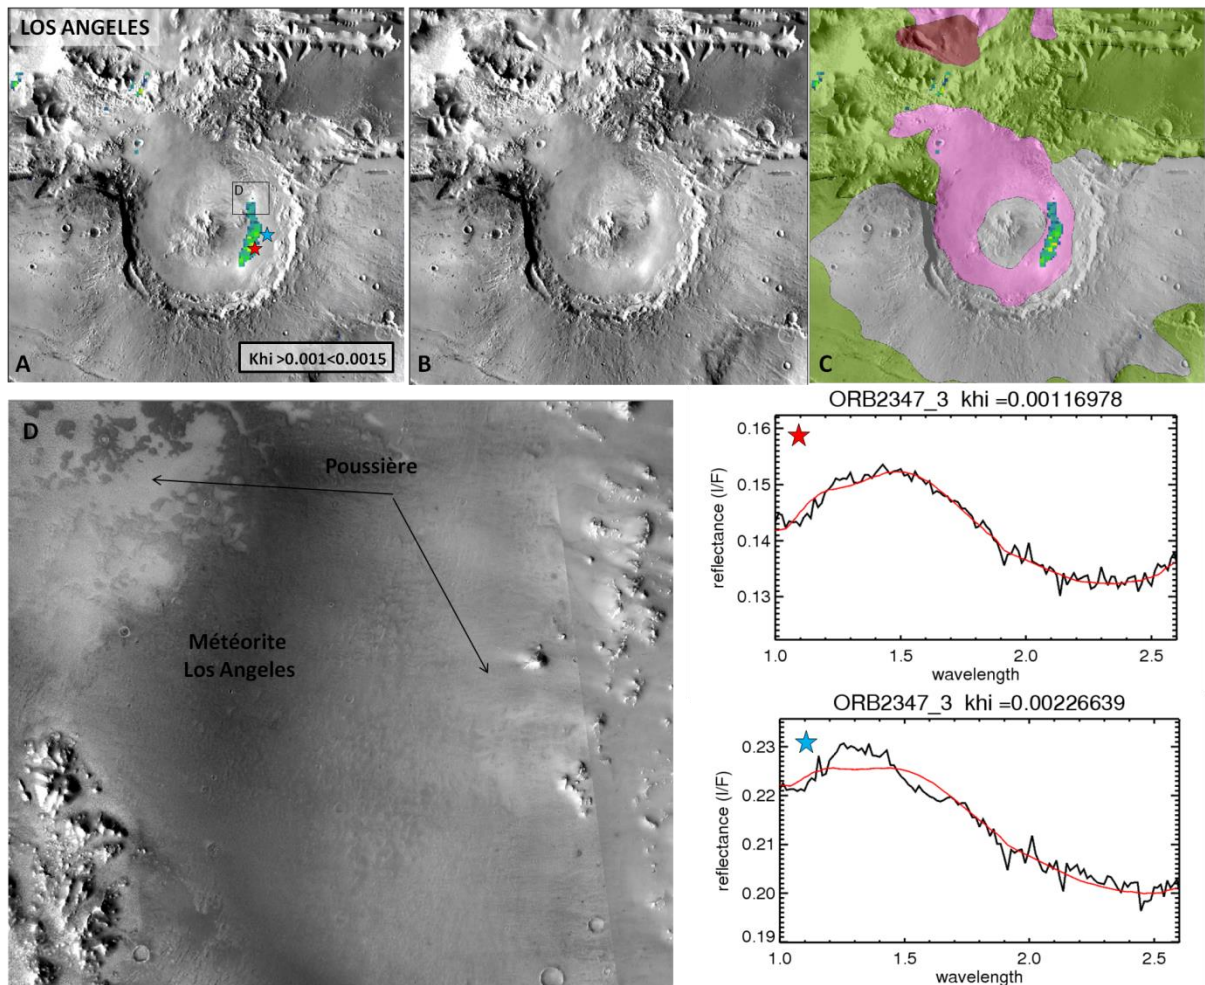 LOS ANGELES
D
A
Khi >0.001<0.0015
B
C
D
Poussière
Météorite
Los Angeles
ORB2347_3 khi =0.00116978
0.16
0.15
0.14
0.13
reflectance (I/F)
1.0 1.5 2.0 2.5
wavelength
ORB2347_3 khi =0.00226639
0.23
0.22
0.21
0.20
0.19
reflectance (I/F)
1.0 1.5 2.0 2.5
wavelength